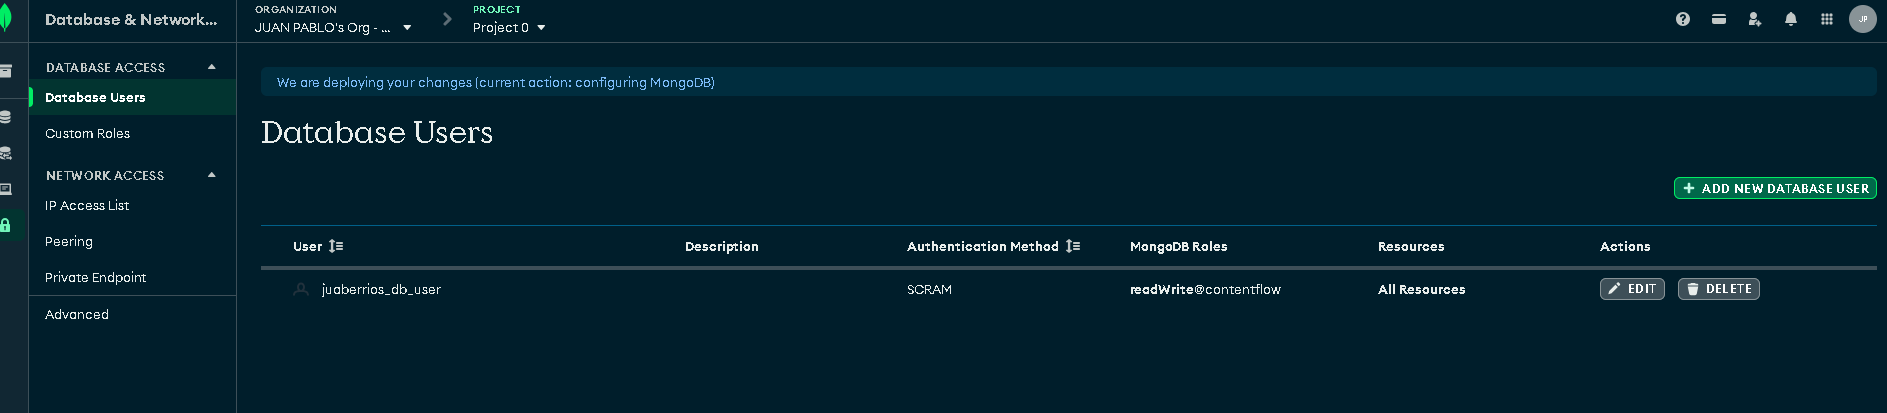 Database & Network...
ORGANIZATION
JUAN PABLO's Org - ...
PROJECT
Project 0
JP
DATABASE ACCESS
Database Users
Custom Roles
NETWORK ACCESS
IP Access List
Peering
Private Endpoint
Advanced
We are deploying your changes (current action: configuring MongoDB)
Database Users
+ ADD NEW DATABASE USER
User Description Authentication Method MongoDB Roles Resources Actions
juaberrios_db_user SCRAM readWrite@contentflow All Resources EDIT DELETE